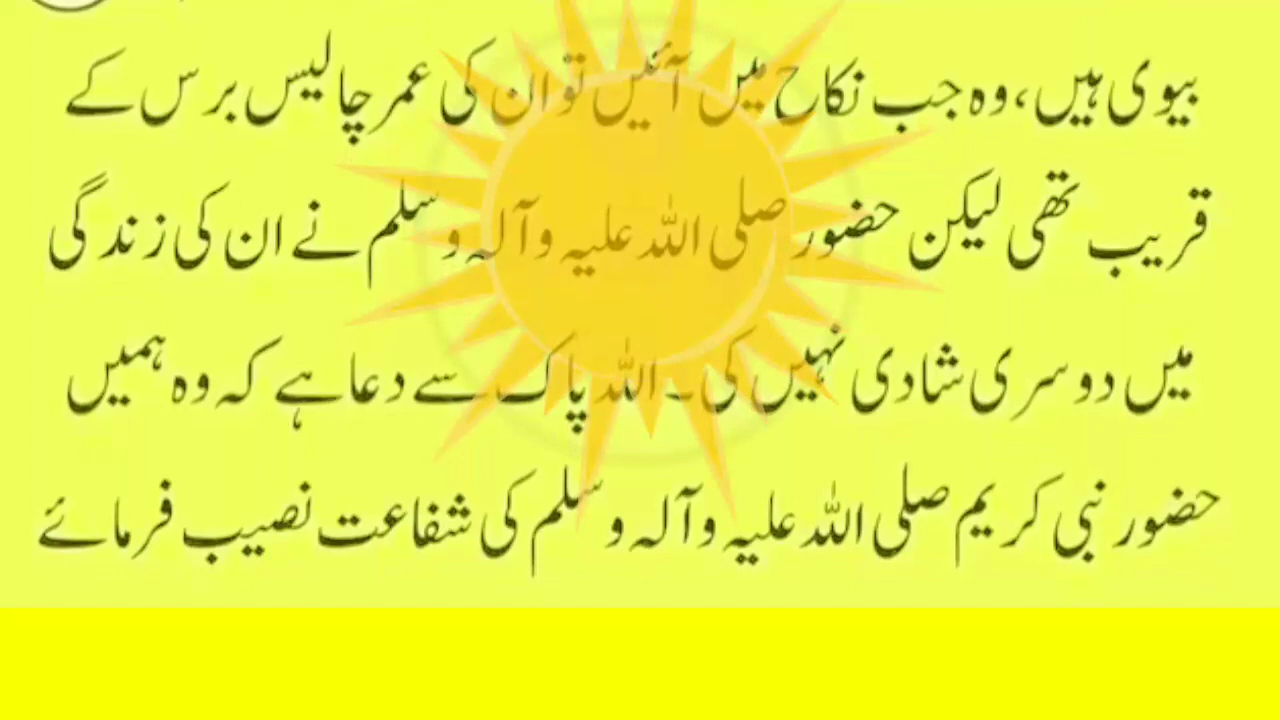 بیوی ہیں، وہ جب نکاح میں آئیں تو ان کی عمر چالیس برس کے
قریب تھی لیکن حضور صلی اللہ علیہ وآلہ وسلم نے ان کی زندگی
میں دوسری شادی نہیں کی۔ اللہ پاک سے دعا ہے کہ وہ ہمیں
حضور نبی کریم صلی اللہ علیہ وآلہ وسلم کی شفاعت نصیب فرمائے